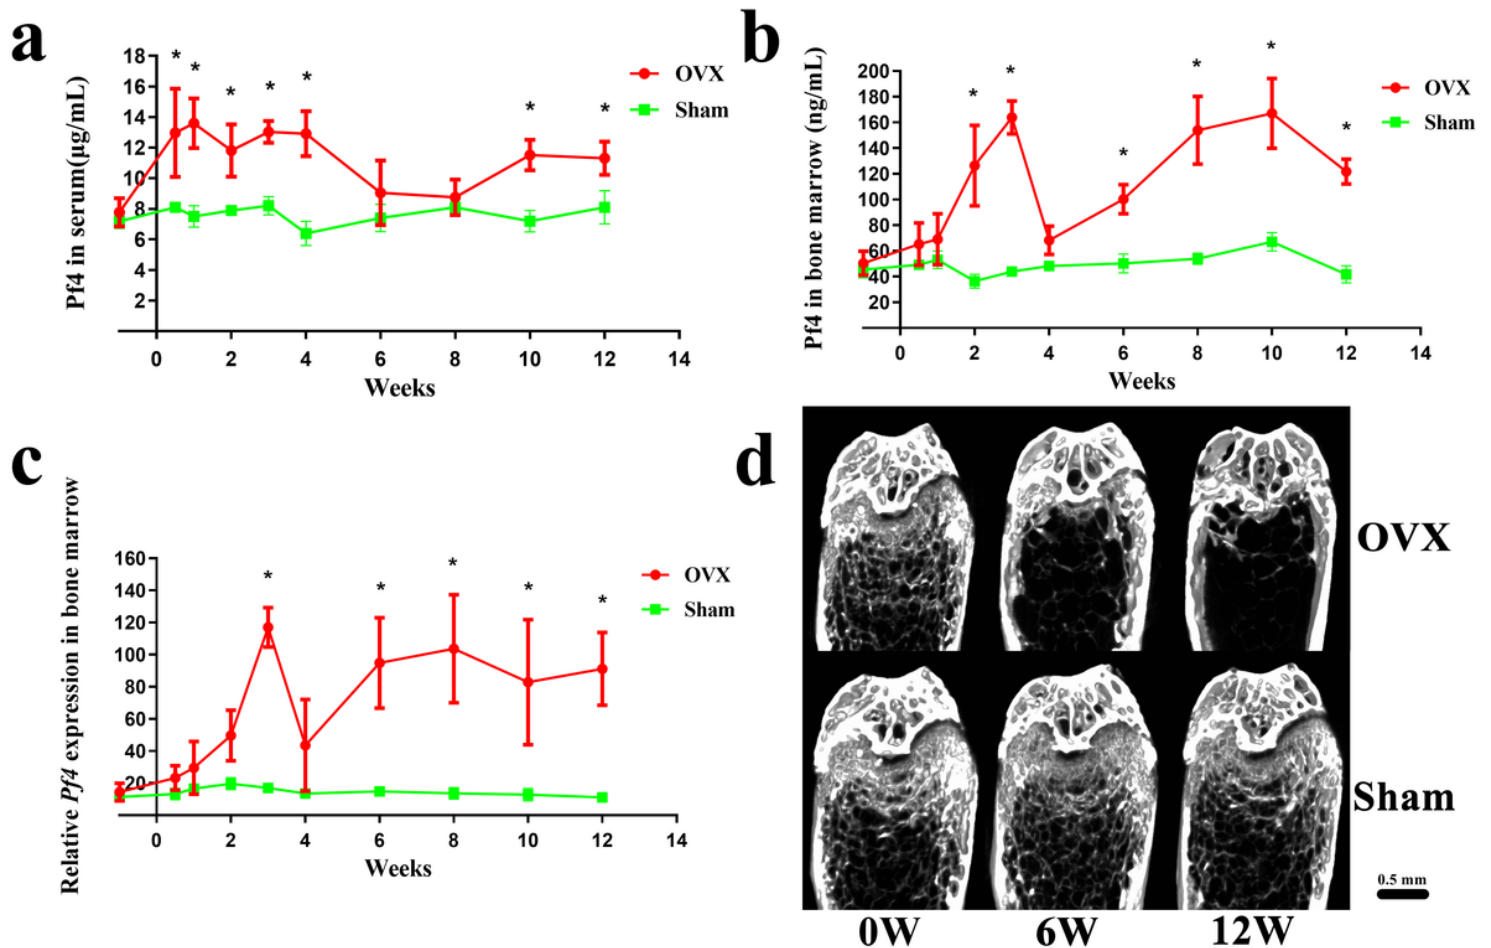 a
Pf4 in serum(μg/mL)
18
16
14
12
10
8
6
4
2
* * * * * * *
OVX
Sham
0 2 4 6 8 10 12 14
Weeks
b
Pf4 in bone marrow (ng/mL)
200
180
160
140
120
100
80
60
40
20
* * * * * *
OVX
Sham
0 2 4 6 8 10 12 14
Weeks
c
Relative Pf4 expression in bone marrow
160
140
120
100
80
60
40
20
* * * * * *
OVX
Sham
0 2 4 6 8 10 12 14
Weeks
d
OVX
Sham
0.5 mm
0W 6W 12W